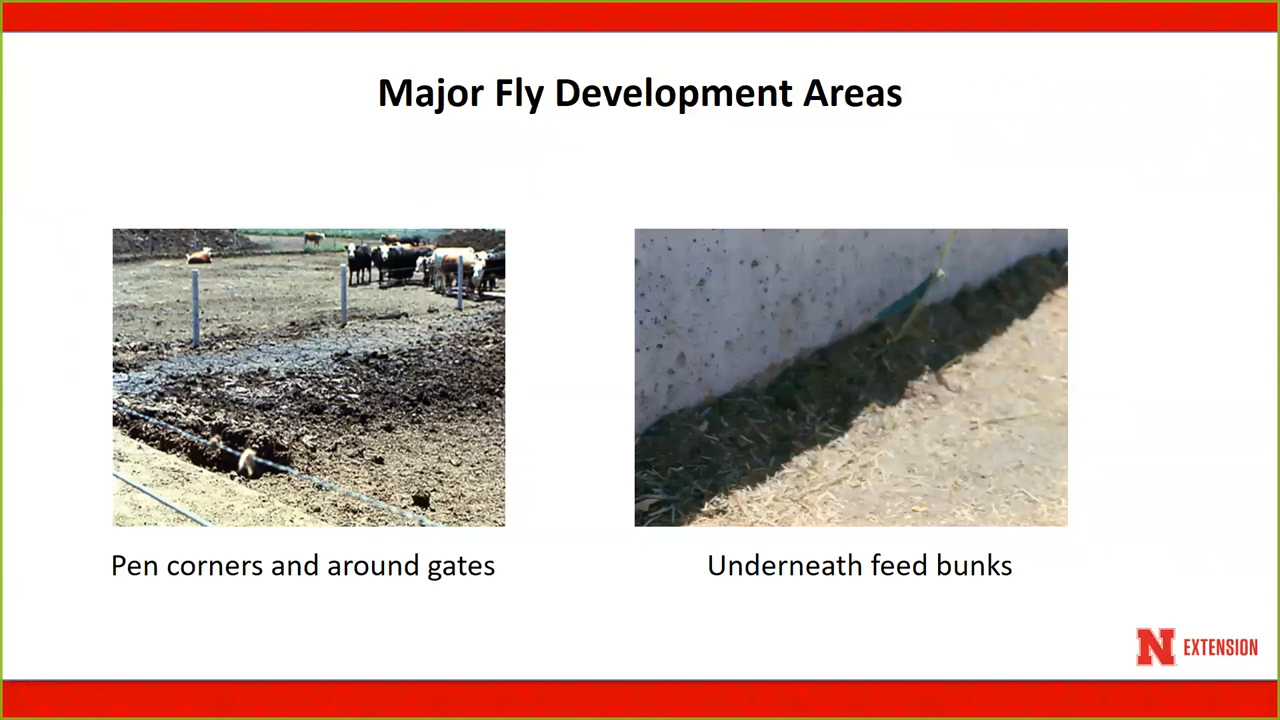 Major Fly Development Areas
Pen corners and around gates
Underneath feed bunks
N EXTENSION